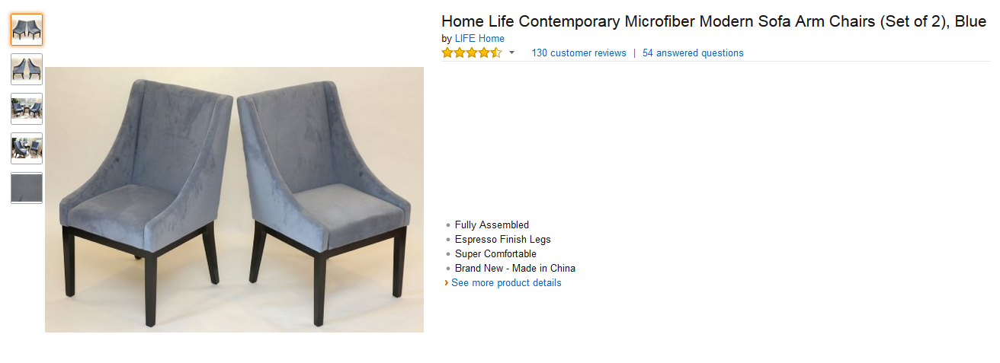 Home Life Contemporary Microfiber Modern Sofa Arm Chairs (Set of 2), Blue
by LIFE Home
130 customer reviews | 54 answered questions
Fully Assembled
Espresso Finish Legs
Super Comfortable
Brand New - Made in China
› See more product details